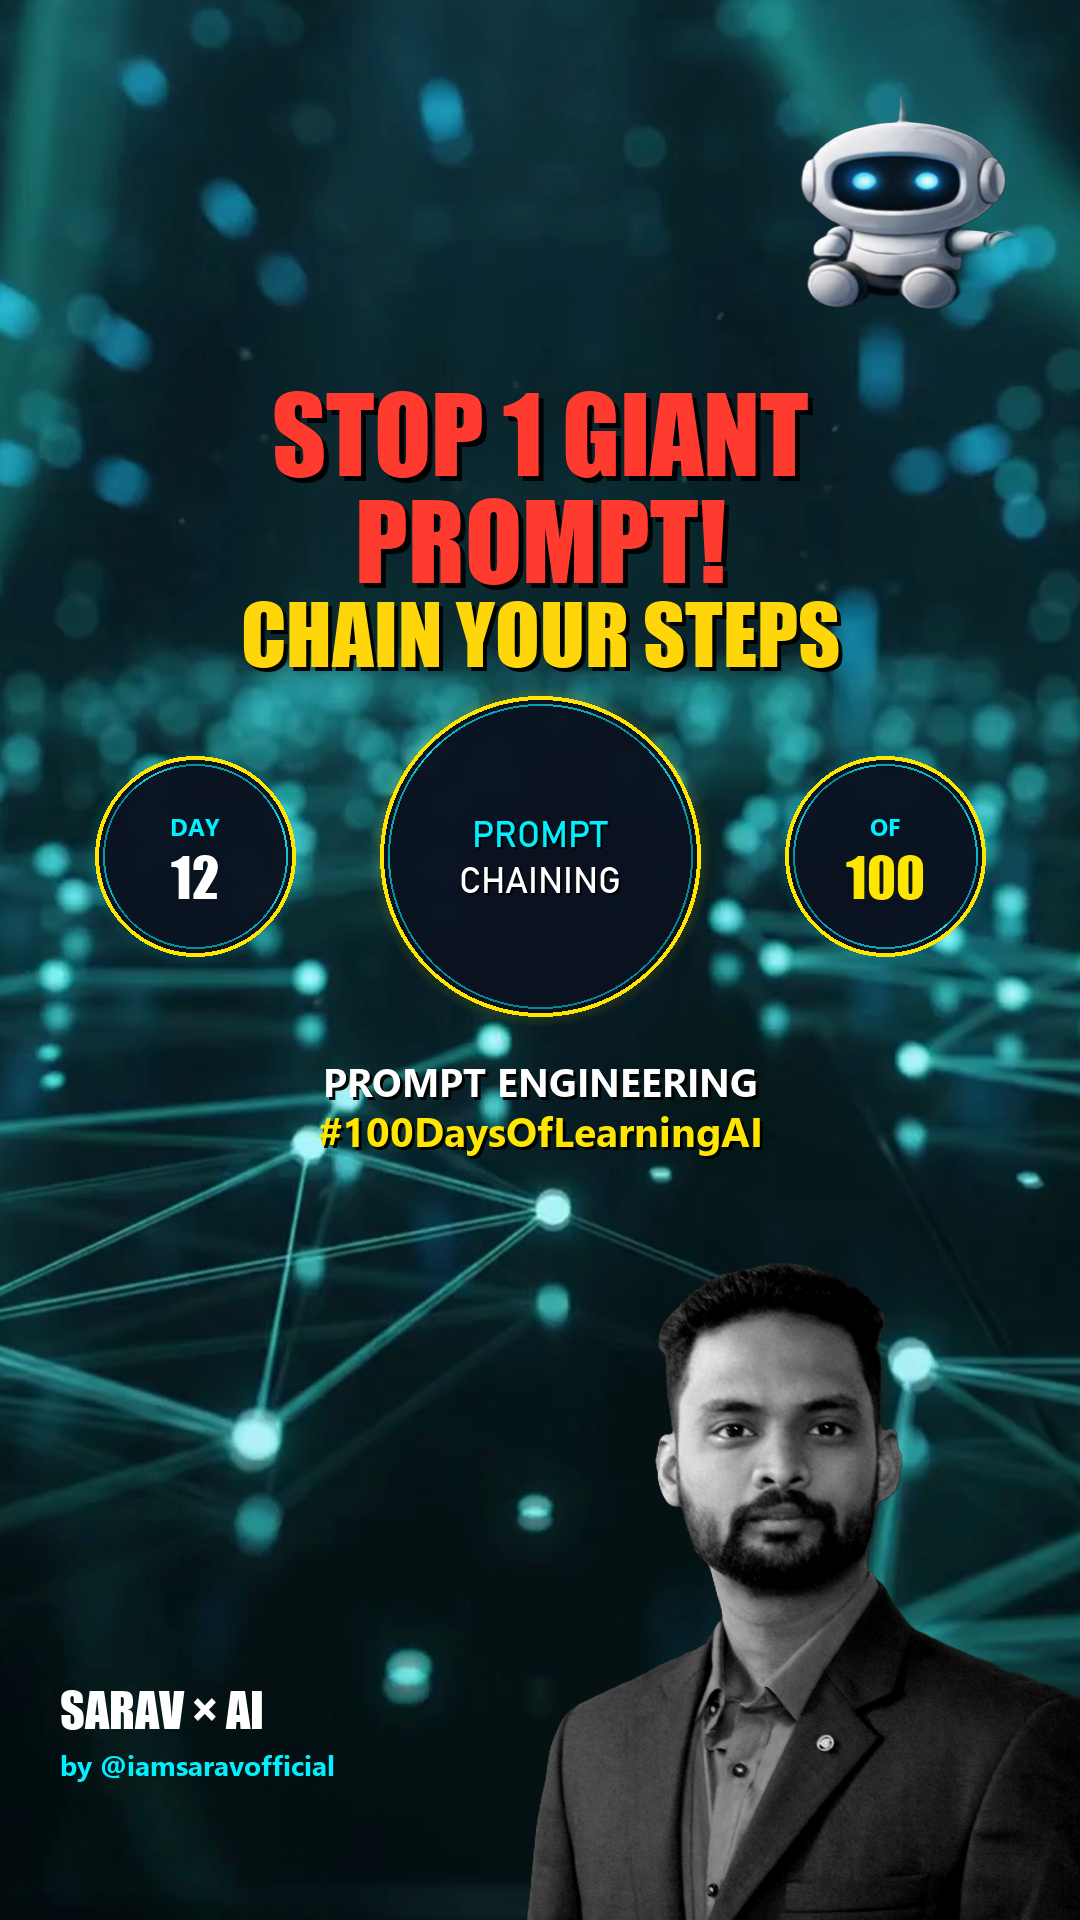 STOP 1 GIANT
PROMPT!
CHAIN YOUR STEPS
DAY
12
PROMPT
CHAINING
OF
100
PROMPT ENGINEERING
#100DaysOfLearningAI
SARAV × AI
by @iamsaravofficial